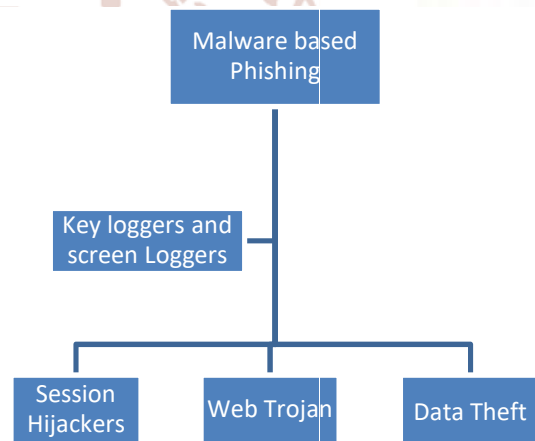 Malware based
Phishing
Key loggers and
screen Loggers
Session
Hijackers
Web Trojan
Data Theft